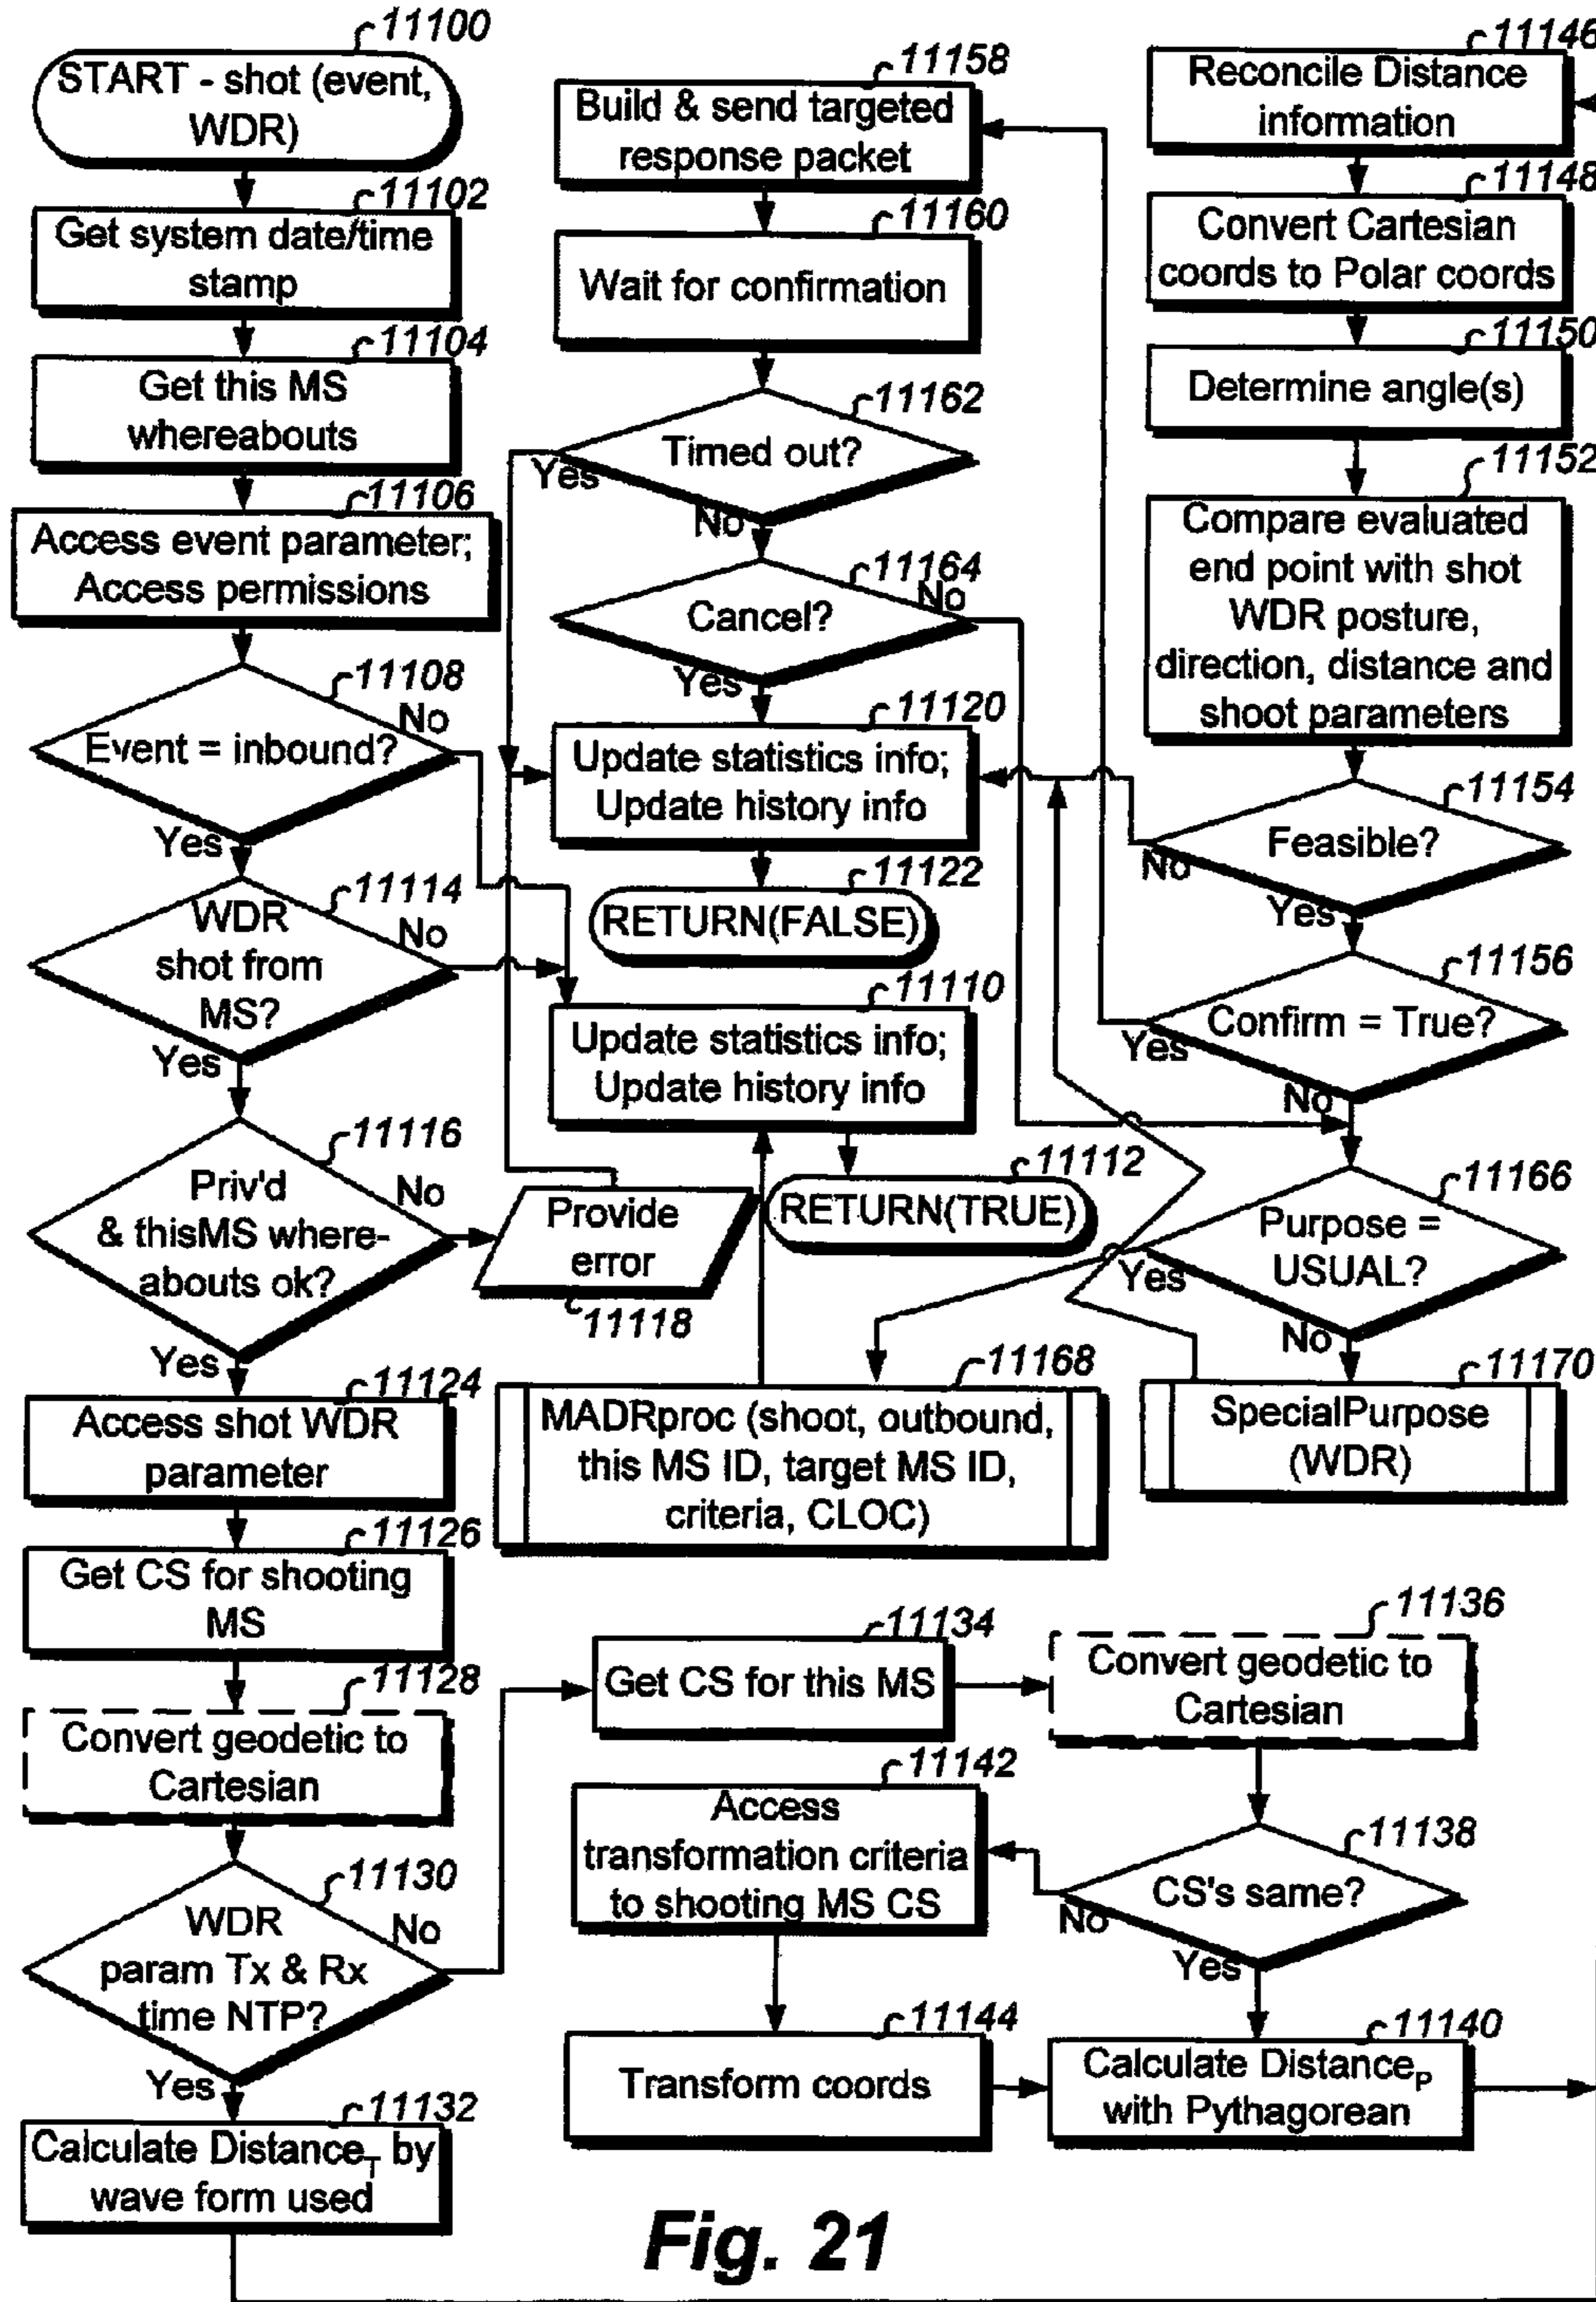 11100
START - shot (event,
WDR)
11102
Get system date/time
stamp
11104
Get this MS
whereabouts
11106
Access event parameter;
Access permissions
11108
No
Event = inbound?
Yes
11114
WDR
shot from
MS?
No
Yes
11116
Priv'd
& thisMS where-
abouts ok?
No
Yes
11118
Provide
error
11124
Access shot WDR
parameter
11126
Get CS for shooting
MS
11128
Convert geodetic to
Cartesian
11130
WDR
param Tx & Rx
time NTP?
No
Yes
11132
Calculate DistanceT by
wave form used
11158
Build & send targeted
response packet
11160
Wait for confirmation
11162
Timed out?
Yes
No
11164
No
Cancel?
Yes
11120
Update statistics info;
Update history info
11122
RETURN(FALSE)
11110
Update statistics info;
Update history info
11112
RETURN(TRUE)
11168
MADRproc (shoot, outbound,
this MS ID, target MS ID,
criteria, CLOC)
11134
Get CS for this MS
11136
Convert geodetic to
Cartesian
11138
CS's same?
No
Yes
11142
Access
transformation criteria
to shooting MS CS
11144
Transform coords
11140
Calculate DistanceP
with Pythagorean
11146
Reconcile Distance
information
11148
Convert Cartesian
coords to Polar coords
11150
Determine angle(s)
11152
Compare evaluated
end point with shot
WDR posture,
direction, distance and
shoot parameters
11154
Feasible?
No
Yes
11156
Confirm = True?
Yes
No
11166
Purpose =
USUAL?
Yes
No
11170
SpecialPurpose
(WDR)
Fig. 21